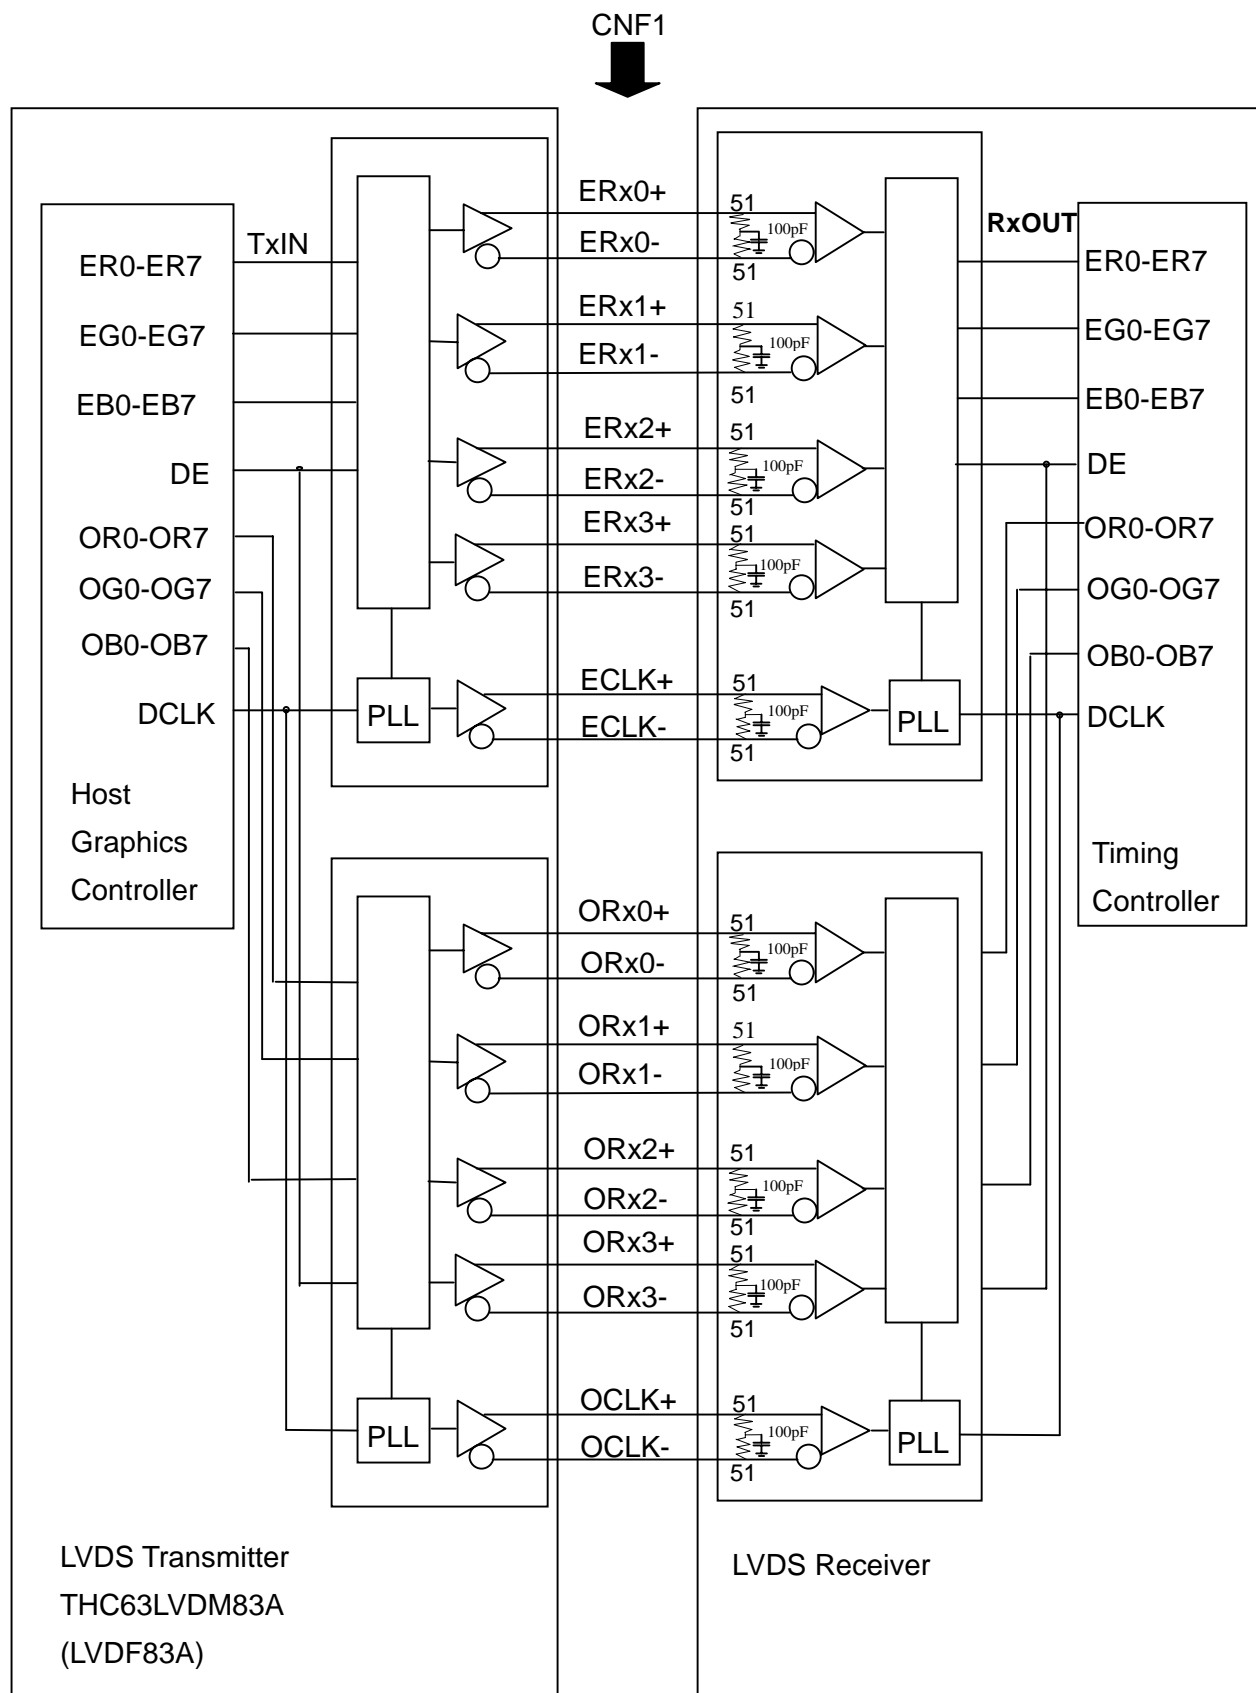 CNF1
TxIN
ER0-ER7
EG0-EG7
EB0-EB7
DE
OR0-OR7
OG0-OG7
OB0-OB7
DCLK
Host
Graphics
Controller
PLL
ERx0+
ERx0-
ERx1+
ERx1-
ERx2+
ERx2-
ERx3+
ERx3-
ECLK+
ECLK-
51
100pF
51
51
100pF
51
51
100pF
51
51
100pF
51
51
100pF
51
PLL
RxOUT
ER0-ER7
EG0-EG7
EB0-EB7
DE
OR0-OR7
OG0-OG7
OB0-OB7
DCLK
Timing
Controller
PLL
ORx0+
ORx0-
ORx1+
ORx1-
ORx2+
ORx2-
ORx3+
ORx3-
OCLK+
OCLK-
51
100pF
51
51
100pF
51
51
100pF
51
51
100pF
51
51
100pF
51
PLL
LVDS Transmitter
THC63LVDM83A
(LVDF83A)
LVDS Receiver